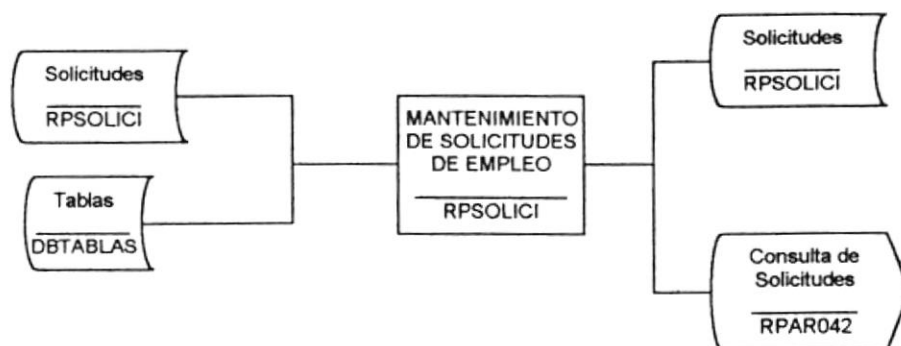 Solicitudes
RPSOLICI
Tablas
DBTABLAS
MANTENIMIENTO
DE SOLICITUDES
DE EMPLEO
RPSOLICI
Solicitudes
RPSOLICI
Consulta de
Solicitudes
RPAR042